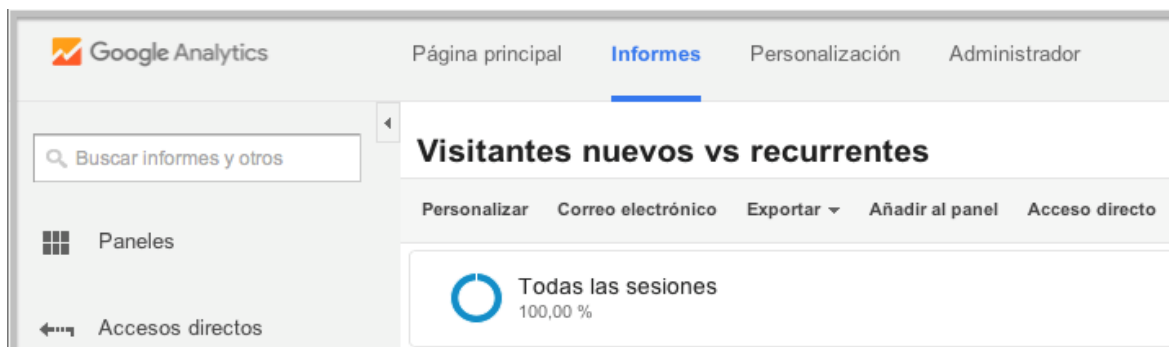 Google Analytics
Página principal Informes Personalización Administrador
Buscar informes y otros
Visitantes nuevos vs recurrentes
Personalizar Correo electrónico Exportar Añadir al panel Acceso directo
Paneles
Todas las sesiones
100,00 %
Accesos directos